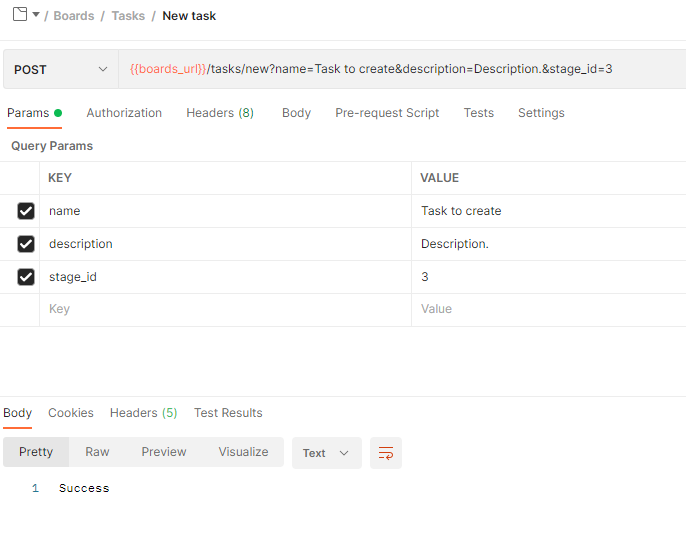 / Boards / Tasks / New task
POST {{boards_url}}/tasks/new?name=Task to create&description=Description.&stage_id=3
Params Authorization Headers (8) Body Pre-request Script Tests Settings
Query Params
KEY VALUE
name Task to create
description Description.
stage_id 3
Key Value
Body Cookies Headers (5) Test Results
Pretty Raw Preview Visualize Text
1 Success